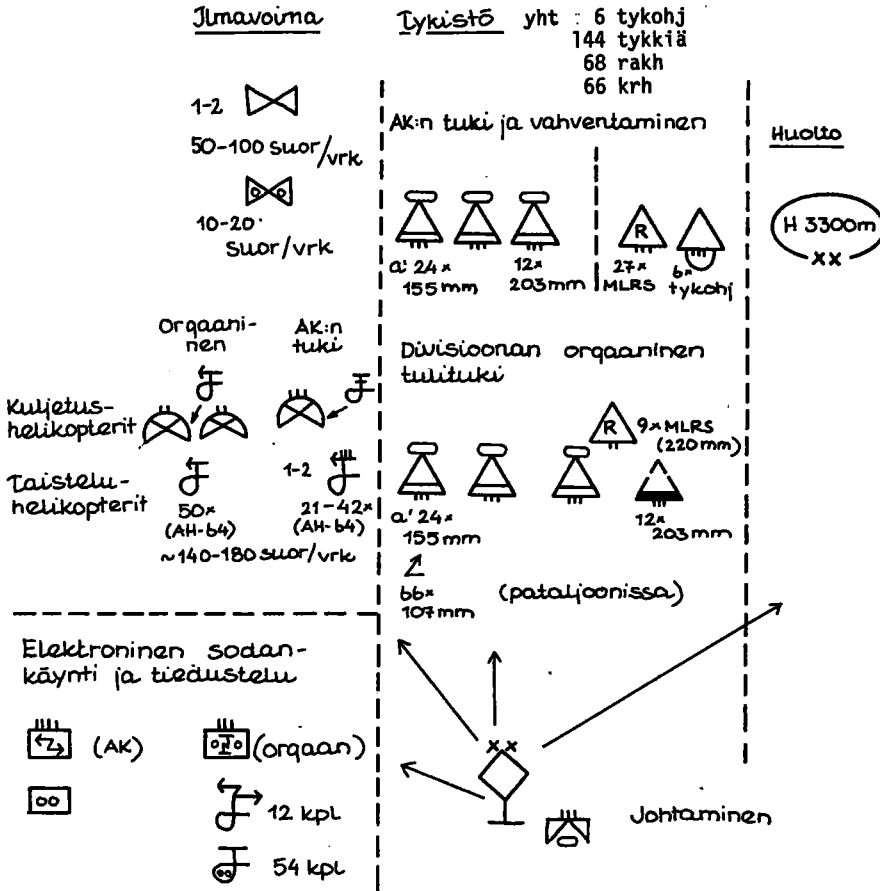 Ilmavoima
1-2
50-100 suor/vrk
10-20
suor/vrk
Orgaani-
nen
AK:n
tuki
Kuljetus-
helikopterit
Taistelu-
helikopterit
50x
(AH-64)
1-2
21-42x
(AH-64)
~140-180 suor/vrk
Tykistö yht : 6 tykohj
144 tykkiä
68 rakh
66 krh
AK:n tuki ja vahventaminen
a' 24x
155mm
12x
203mm
R
27x
MLRS
6x
tykohj
Divisioonan orgaaninen
tulituki
R
9x MLRS
(220mm)
a' 24x
155mm
12x
203mm
66x
107mm
(pataljoonissa)
Huolto
H 3300m
xx
Elektroninen sodan-
käynti ja tiedustelu
(AK)
(orgaan)
12 kpl
54 kpl
xx
Johtaminen